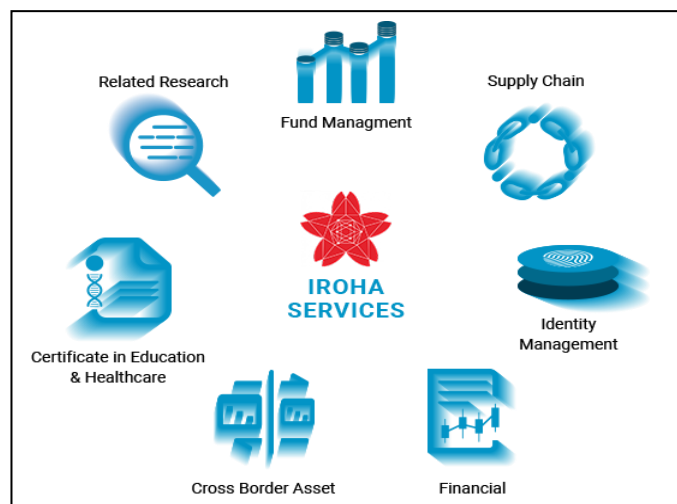 Related Research
Fund Managment
Supply Chain
IROHA
SERVICES
Certificate in Education
& Healthcare
Identity
Management
Cross Border Asset
Financial